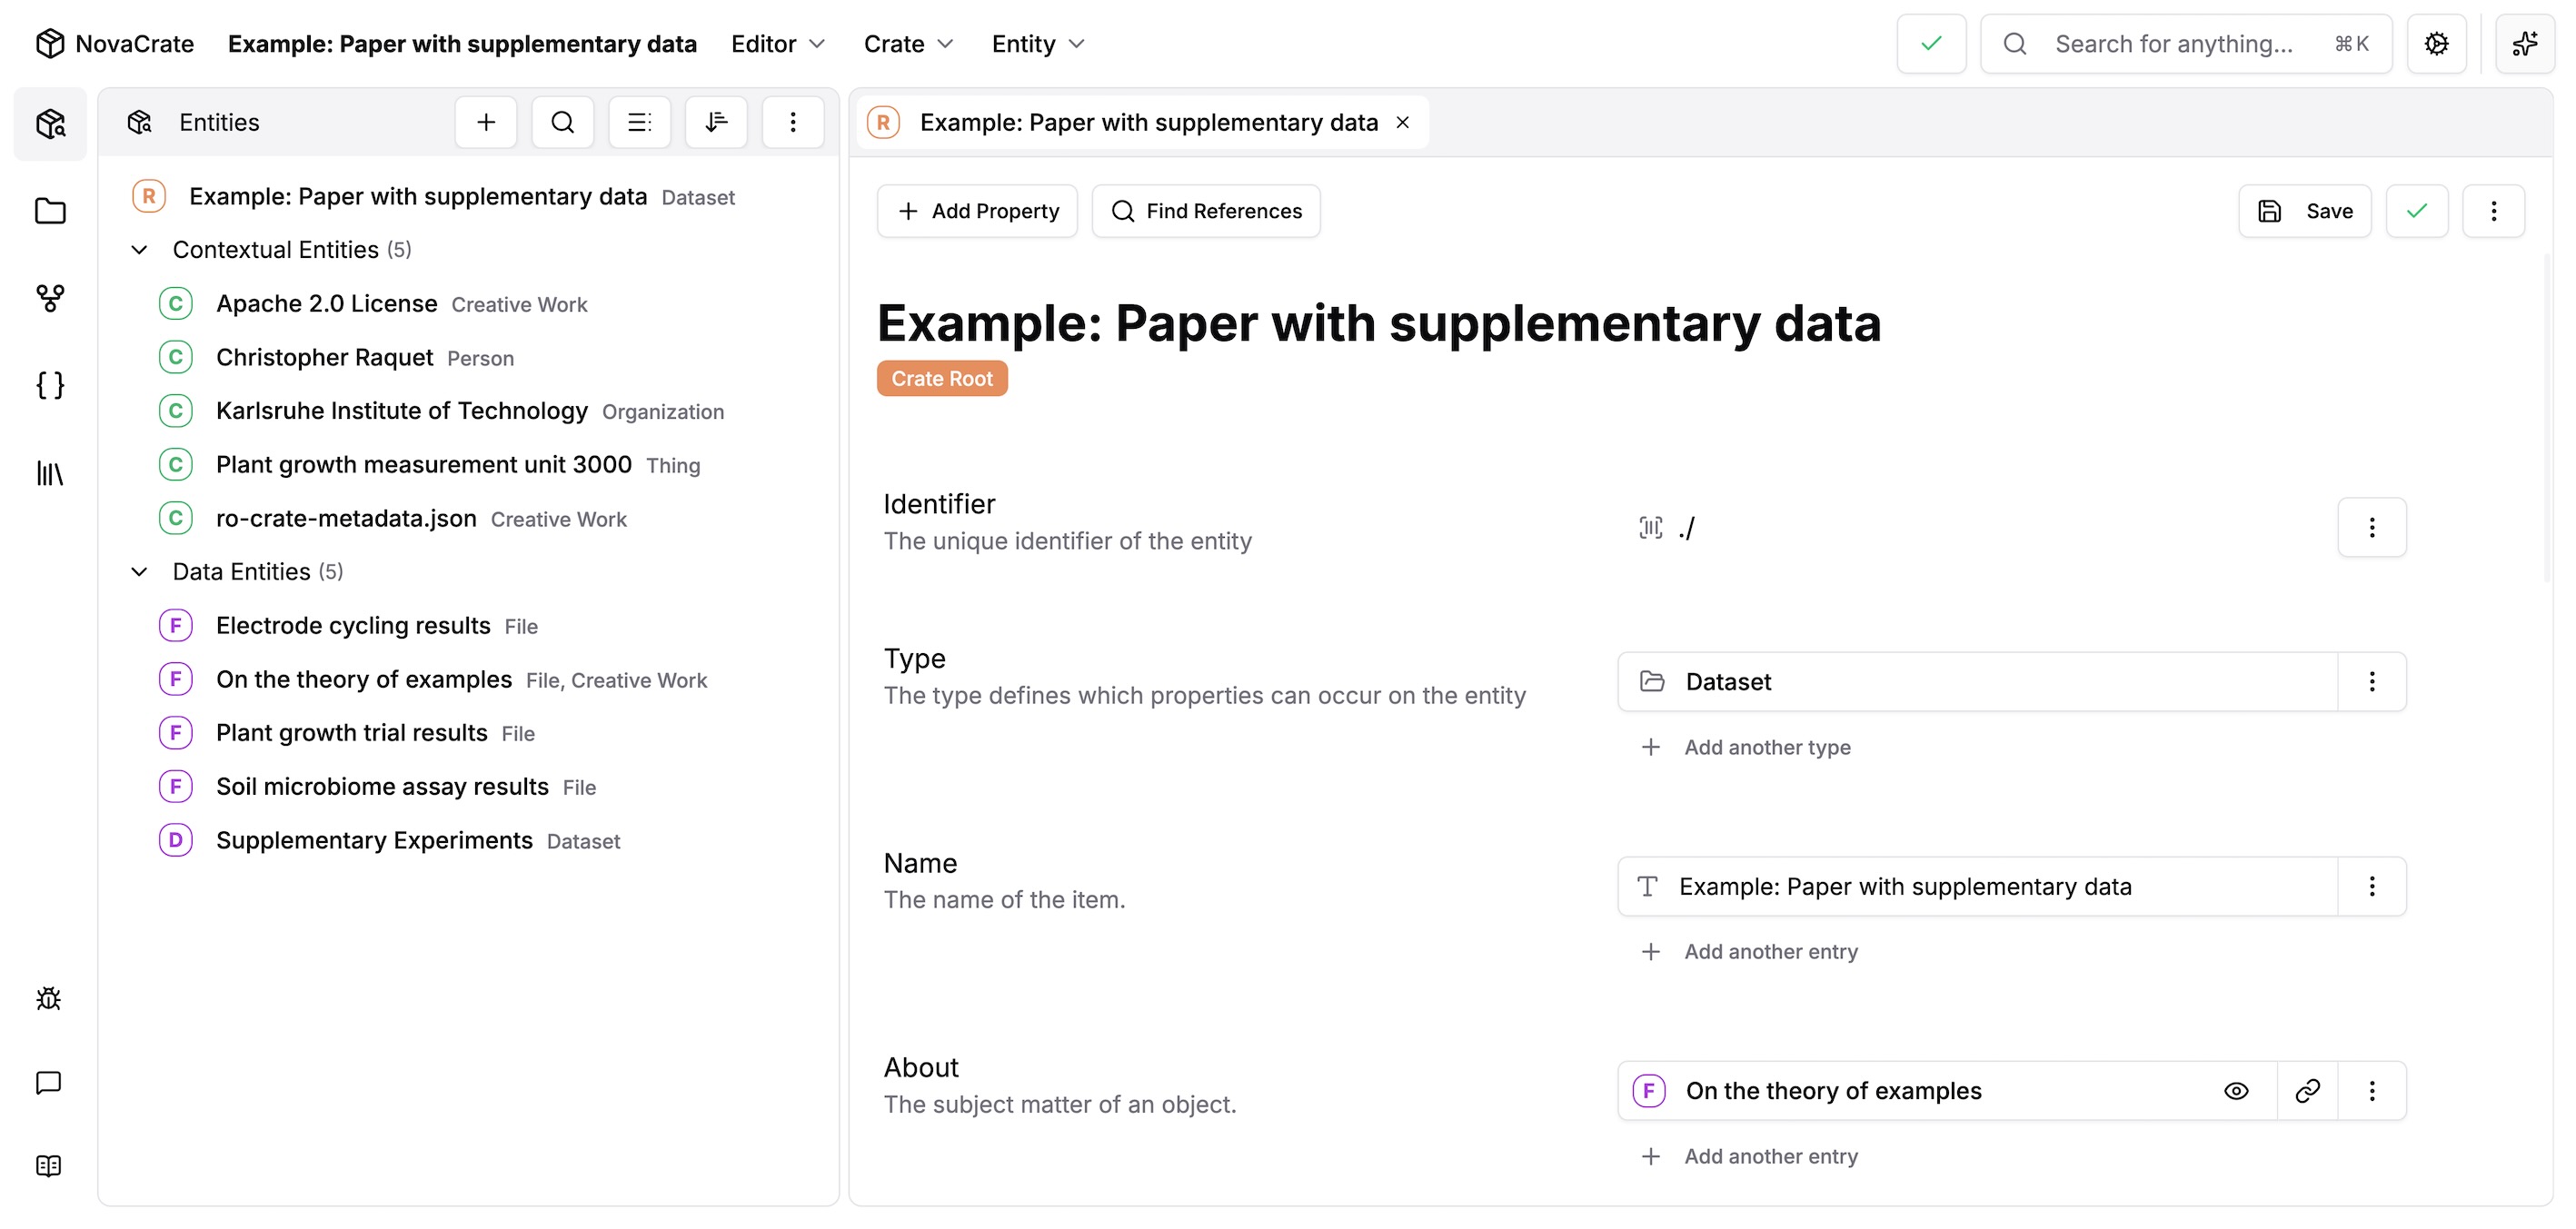 NovaCrate Example: Paper with supplementary data Editor Crate Entity Search for anything... ⌘K
Entities
R Example: Paper with supplementary data Dataset
Contextual Entities (5)
C Apache 2.0 License Creative Work
C Christopher Raquet Person
C Karlsruhe Institute of Technology Organization
C Plant growth measurement unit 3000 Thing
C ro-crate-metadata.json Creative Work
Data Entities (5)
F Electrode cycling results File
F On the theory of examples File, Creative Work
F Plant growth trial results File
F Soil microbiome assay results File
D Supplementary Experiments Dataset
R Example: Paper with supplementary data ×
+ Add Property Find References Save
Example: Paper with supplementary data
Crate Root
Identifier
The unique identifier of the entity
./
Type
The type defines which properties can occur on the entity
Dataset
+ Add another type
Name
The name of the item.
Example: Paper with supplementary data
+ Add another entry
About
The subject matter of an object.
F On the theory of examples
+ Add another entry